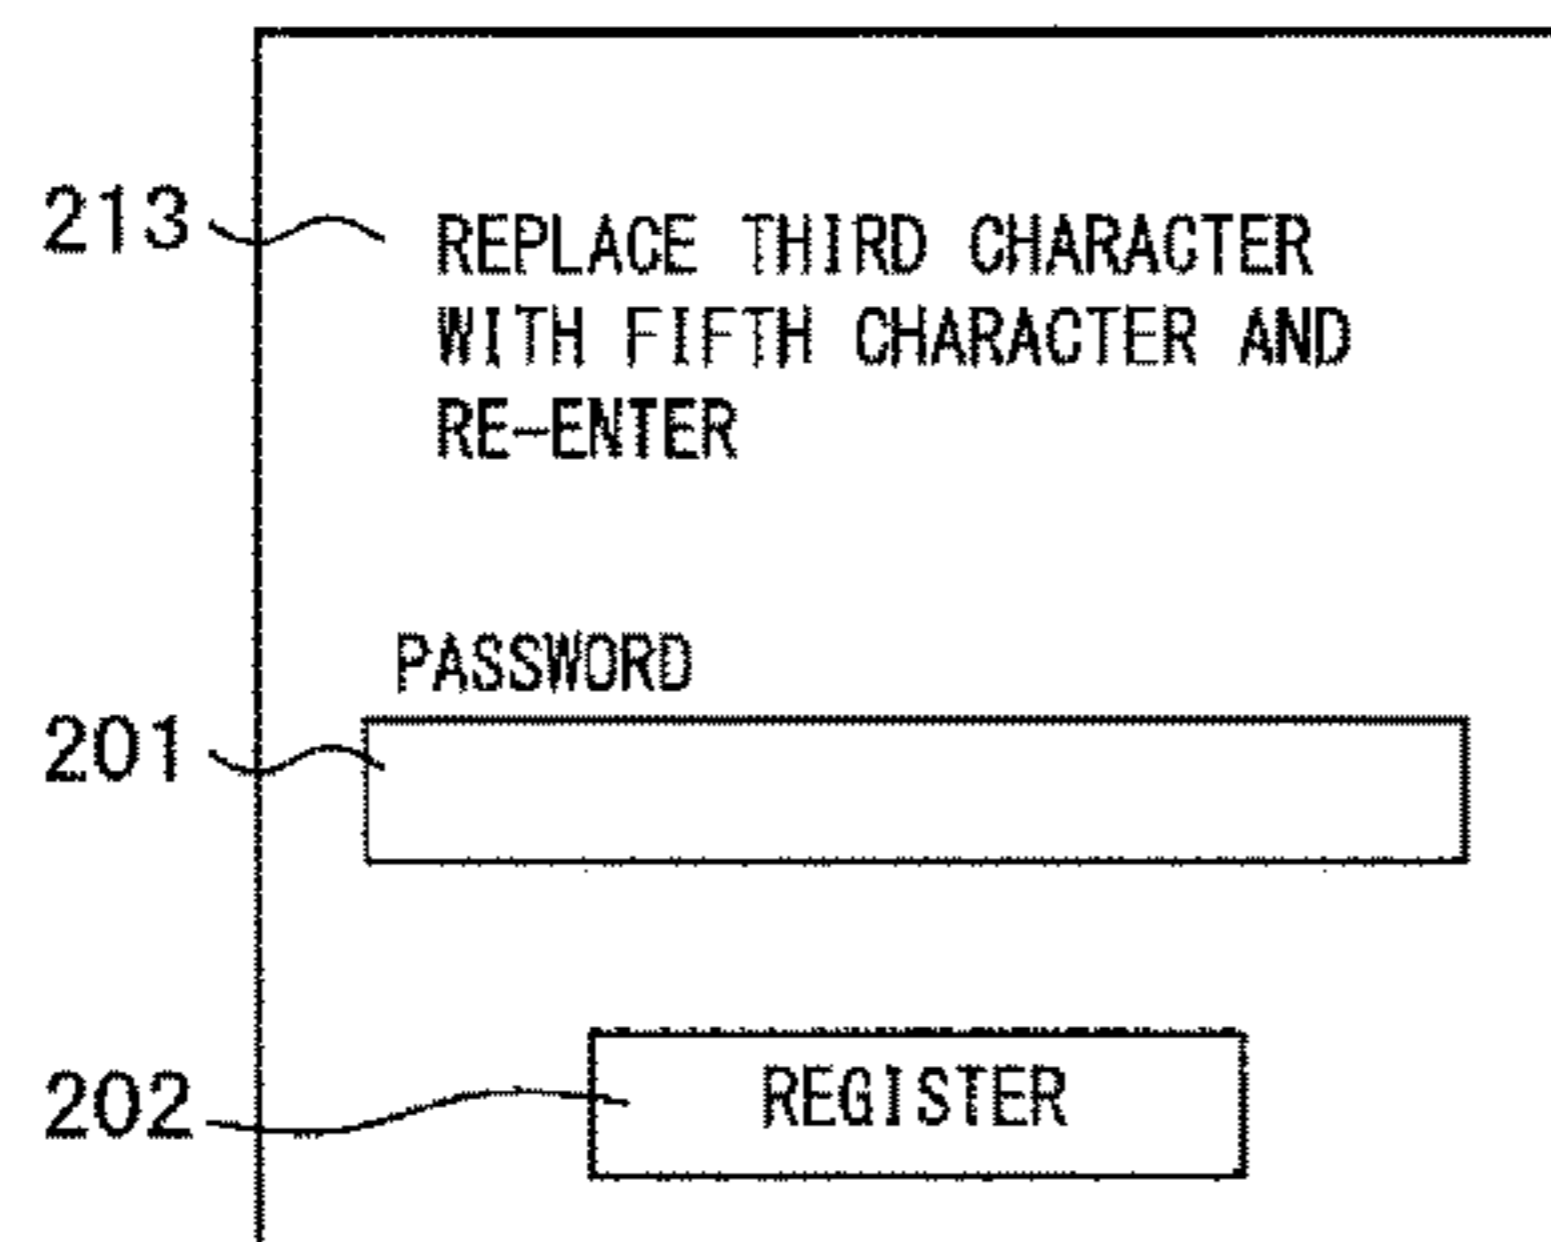 213
REPLACE THIRD CHARACTER
WITH FIFTH CHARACTER AND
RE-ENTER
PASSWORD
201
202
REGISTER